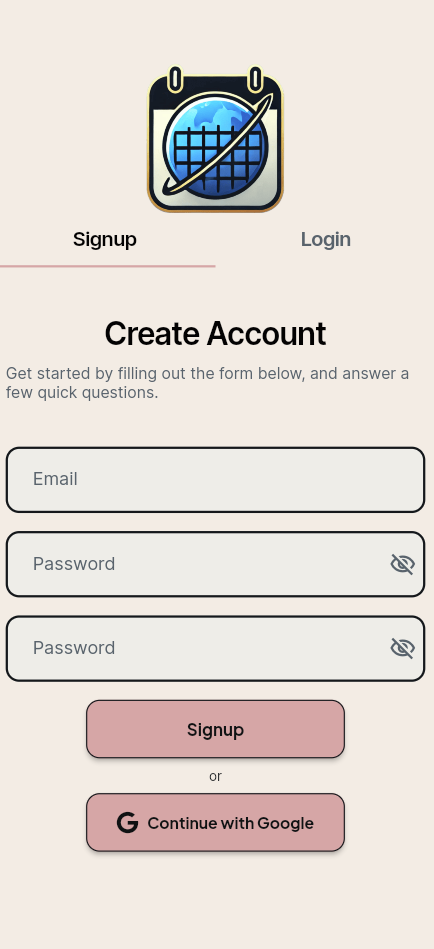 Signup
Login
Create Account
Get started by filling out the form below, and answer a
few quick questions.
Email
Password
Password
Signup
or
Continue with Google